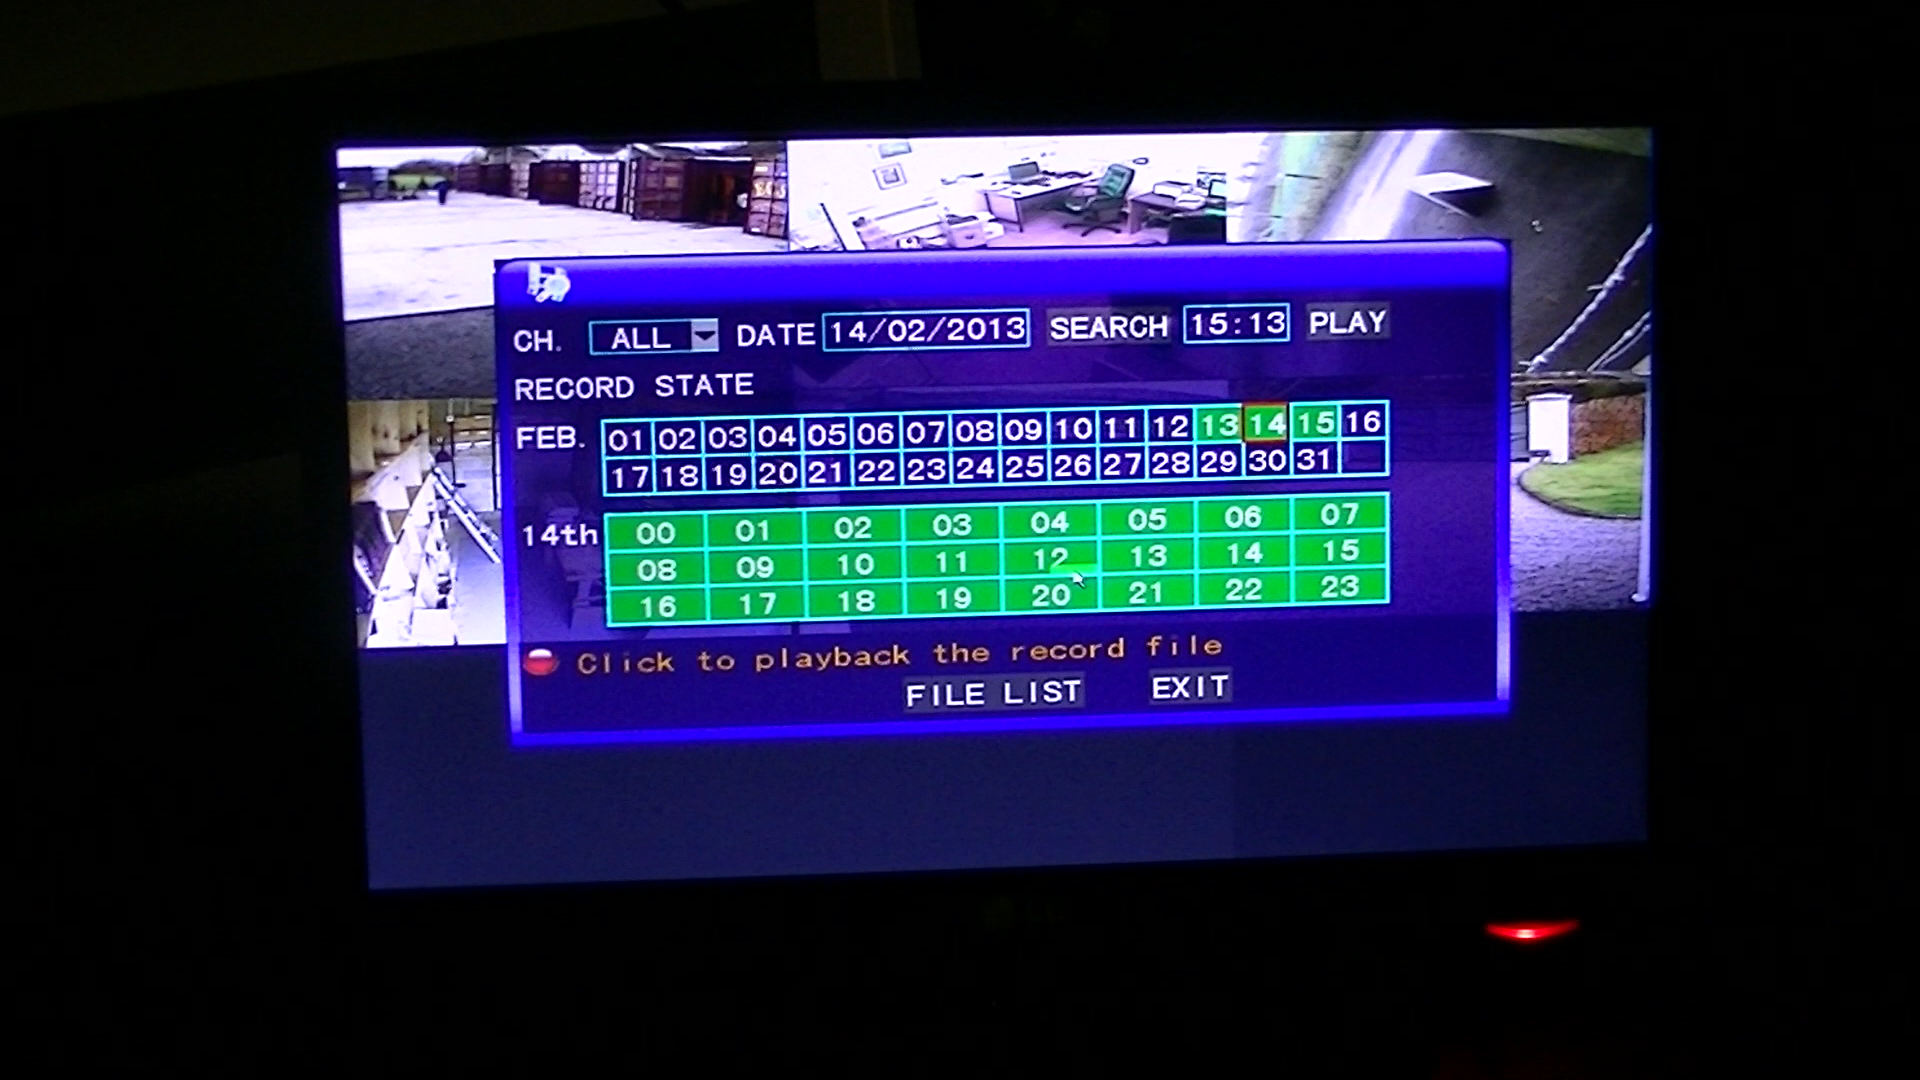 CH. ALL DATE 14/02/2013 SEARCH 15:13 PLAY
RECORD STATE
FEB. 01 02 03 04 05 06 07 08 09 10 11 12 13 14 15 16
17 18 19 20 21 22 23 24 25 26 27 28 29 30 31
14th 00 01 02 03 04 05 06 07
08 09 10 11 12 13 14 15
16 17 18 19 20 21 22 23
Click to playback the record file
FILE LIST EXIT